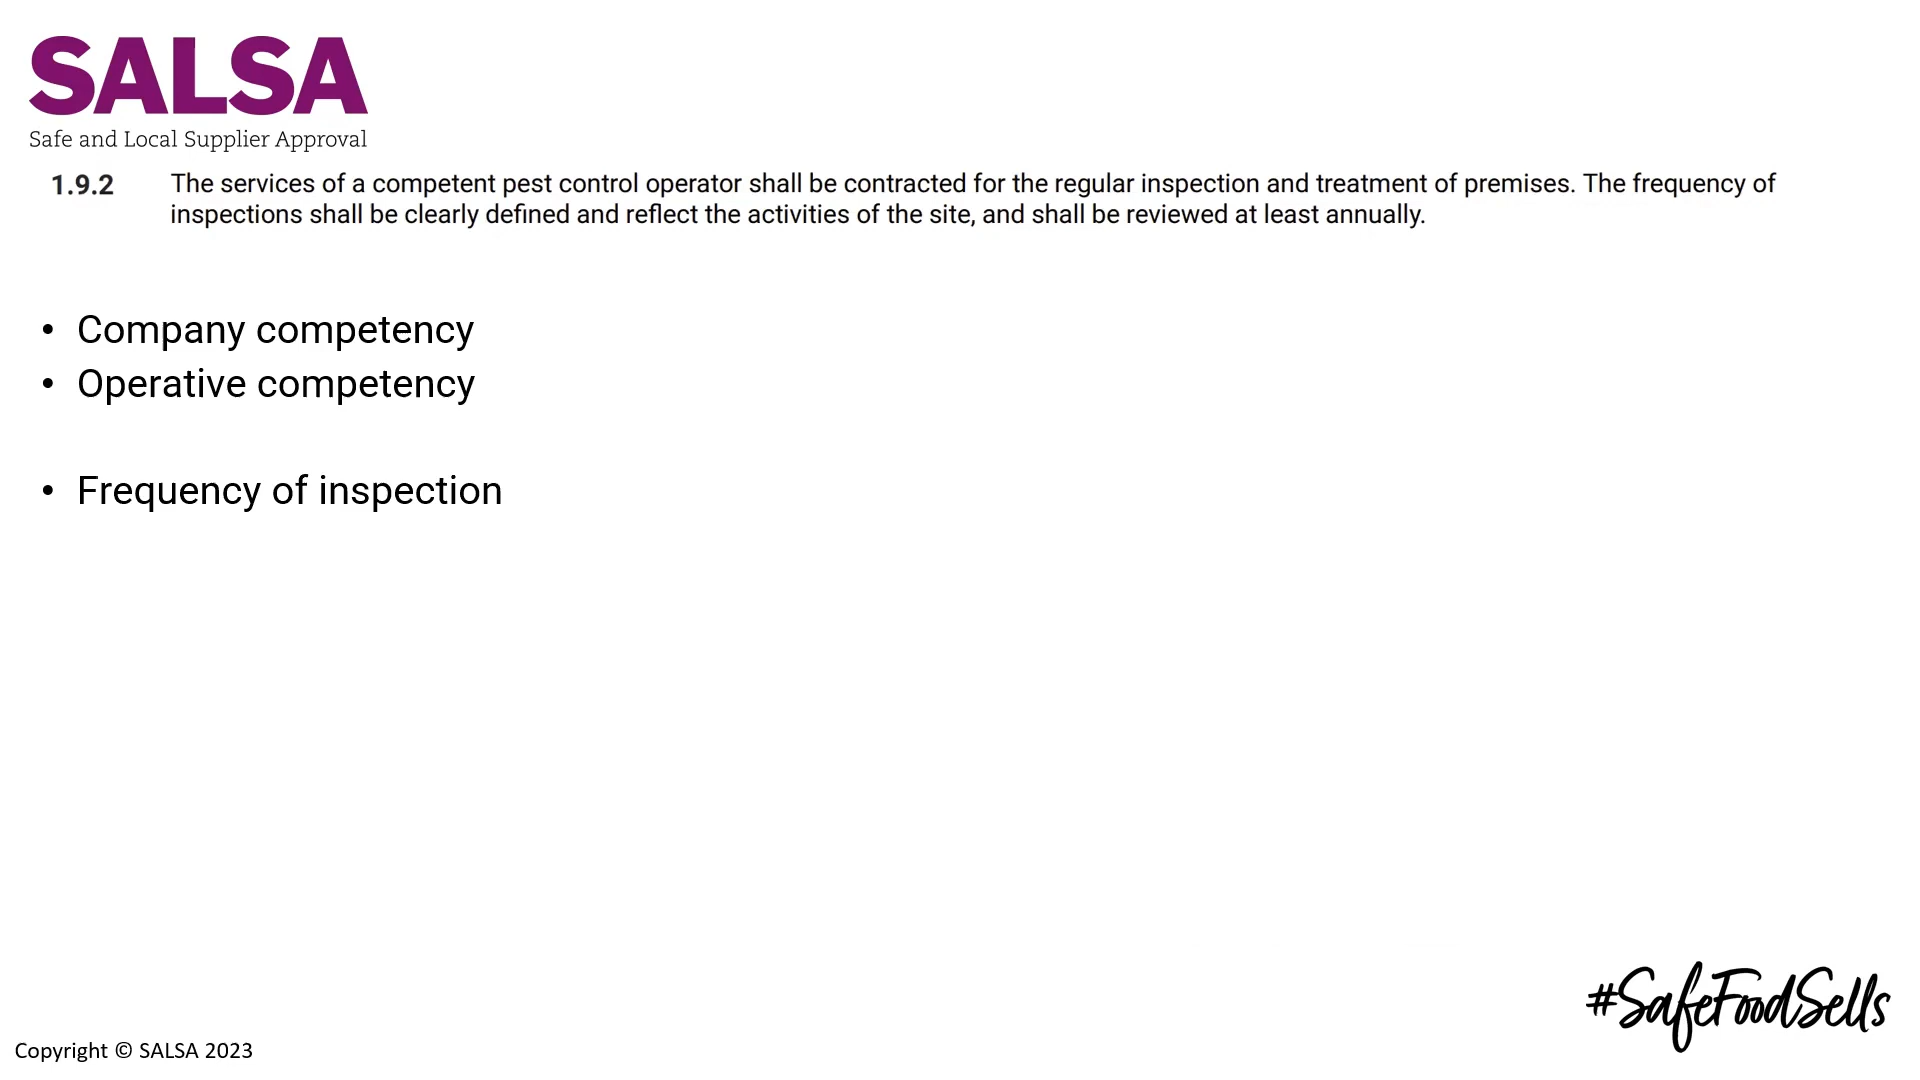 SALSA
Safe and Local Supplier Approval
1.9.2 The services of a competent pest control operator shall be contracted for the regular inspection and treatment of premises. The frequency of
inspections shall be clearly defined and reflect the activities of the site, and shall be reviewed at least annually.
• Company competency
• Operative competency
• Frequency of inspection
#SafeFoodSells
Copyright © SALSA 2023